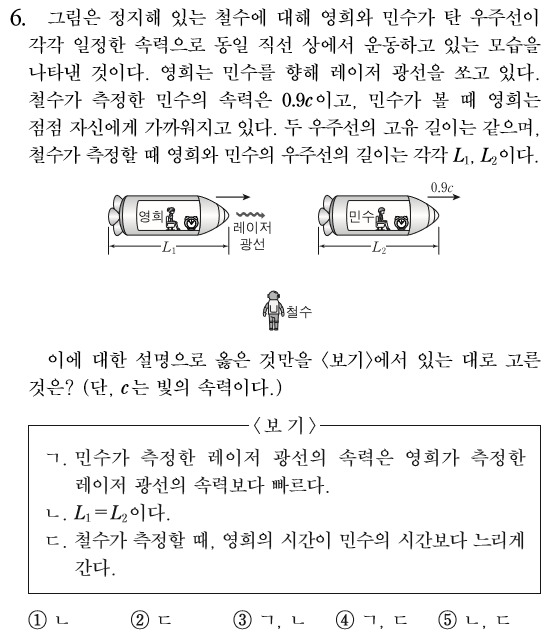 6. 그림은 정지해 있는 철수에 대해 영희와 민수가 탄 우주선이
각각 일정한 속력으로 동일 직선 상에서 운동하고 있는 모습을
나타낸 것이다. 영희는 민수를 향해 레이저 광선을 쏘고 있다.
철수가 측정한 민수의 속력은 0.9c이고, 민수가 볼 때 영희는
점점 자신에게 가까워지고 있다. 두 우주선의 고유 길이는 같으며,
철수가 측정할 때 영희와 민수의 우주선의 길이는 각각 L₁, L₂이다.
0.9c
영희
민수
레이저
광선
L₁
L₂
철수
이에 대한 설명으로 옳은 것만을 〈보기〉에서 있는 대로 고른
것은? (단, c는 빛의 속력이다.)
〈보 기〉
ㄱ. 민수가 측정한 레이저 광선의 속력은 영희가 측정한
레이저 광선의 속력보다 빠르다.
ㄴ. L₁=L₂이다.
ㄷ. 철수가 측정할 때, 영희의 시간이 민수의 시간보다 느리게
간다.
① ㄴ ② ㄷ ③ ㄱ, ㄴ ④ ㄱ, ㄷ ⑤ ㄴ, ㄷ